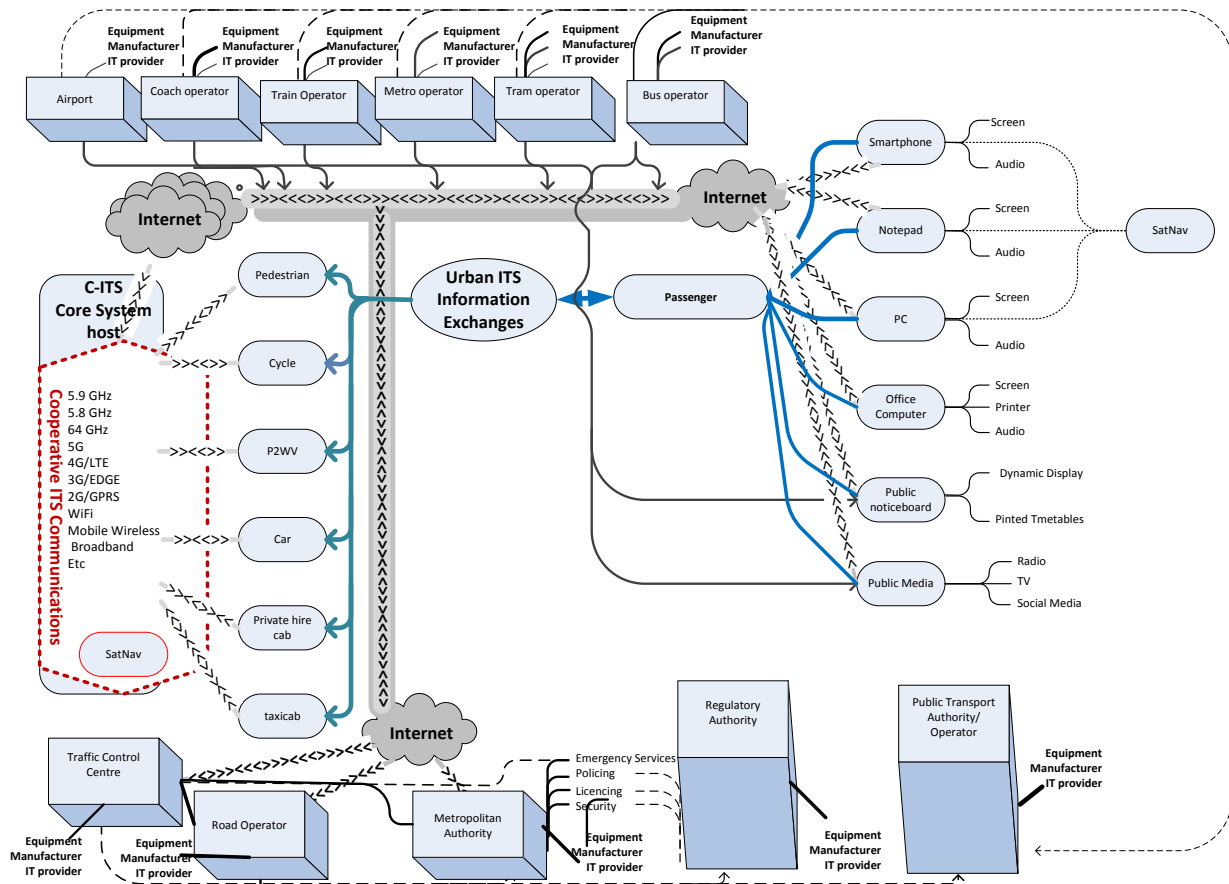 Equipment
Manufacturer
IT provider
Equipment
Manufacturer
IT provider
Equipment
Manufacturer
IT provider
Equipment
Manufacturer
IT provider
Equipment
Manufacturer
IT provider
Equipment
Manufacturer
IT provider
Airport
Coach operator
Train Operator
Metro operator
Tram operator
Bus operator
Smartphone
Screen
Audio
Notepad
Screen
Audio
SatNav
PC
Screen
Audio
Office
Computer
Screen
Printer
Audio
Public
noticeboard
Dynamic Display
Pinted Tmetables
Public Media
Radio
TV
Social Media
Internet
Internet
>>><<>><<>>><<>><<>>><<>><<>>>
C-ITS
Core System
host
Pedestrian
Urban ITS
Information
Exchanges
Passenger
Cycle
P2WV
Car
Private hire
cab
taxicab
Cooperative ITS Communications
5.9 GHz
5.8 GHz
64 GHz
5G
4G/LTE
3G/EDGE
2G/GPRS
WiFi
Mobile Wireless
Broadband
Etc
SatNav
Internet
Traffic Control
Centre
Road Operator
Metropolitan
Authority
Emergency Services
Policing
Licencing
Security
Regulatory
Authority
Public Transport
Authority/
Operator
Equipment
Manufacturer
IT provider
Equipment
Manufacturer
IT provider
Equipment
Manufacturer
IT provider
Equipment
Manufacturer
IT provider
Equipment
Manufacturer
IT provider